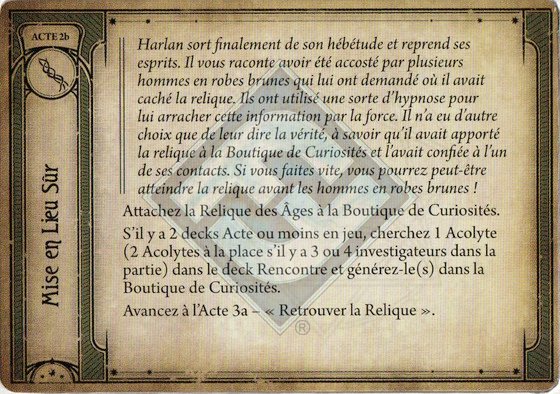 ACTE 2b
Mise en Lieu Sûr
Harlan sort finalement de son hébétude et reprend ses
esprits. Il vous raconte avoir été accosté par plusieurs
hommes en robes brunes qui lui ont demandé où il avait
caché la relique. Ils ont utilisé une sorte d'hypnose pour
lui arracher cette information par la force. Il n'a eu d'autre
choix que de leur dire la vérité, à savoir qu'il avait apporté
la relique à la Boutique de Curiosités et l'avait confiée à l'un
de ses contacts. Si vous faites vite, vous pourrez peut-être
atteindre la relique avant les hommes en robes brunes !
Attachez la Relique des Âges à la Boutique de Curiosités.
S'il y a 2 decks Acte ou moins en jeu, cherchez 1 Acolyte
(2 Acolytes à la place s'il y a 3 ou 4 investigateurs dans la
partie) dans le deck Rencontre et générez-le(s) dans la
Boutique de Curiosités.
Avancez à l'Acte 3a – « Retrouver la Relique ».
®